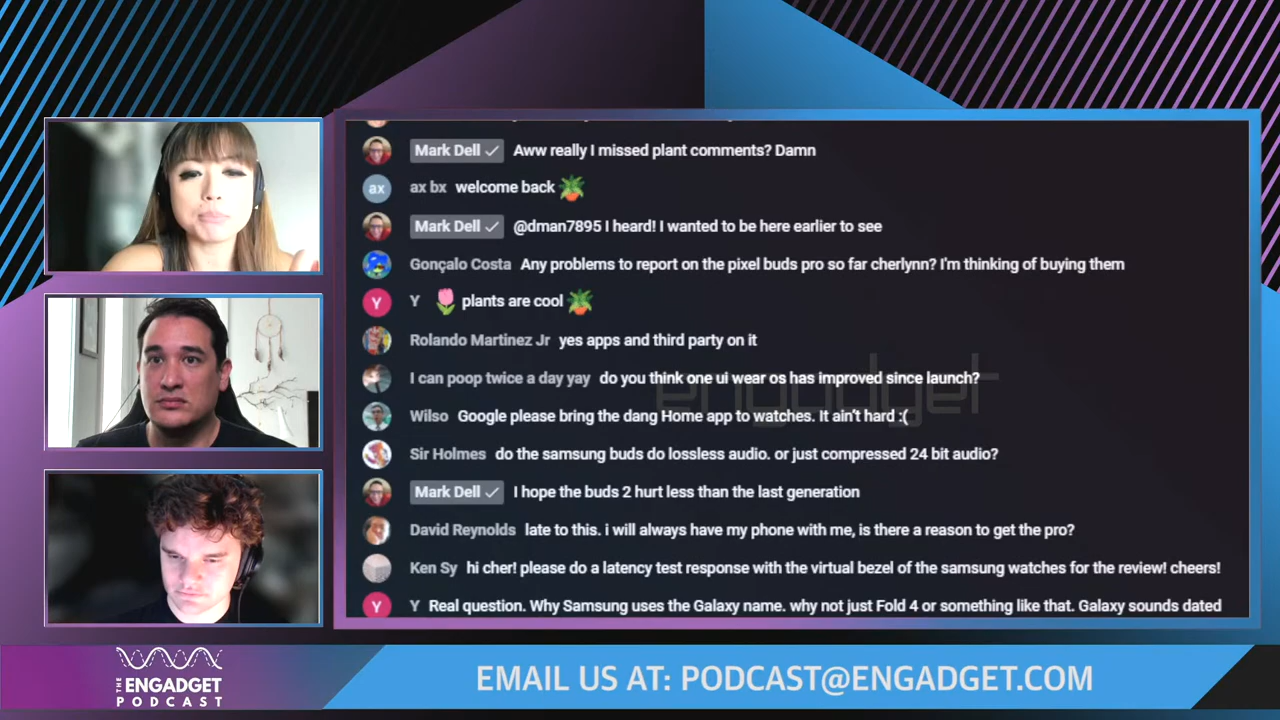 Mark Dell Aww really I missed plant comments? Damn
ax ax bx welcome back
Mark Dell @dman7895 I heard! I wanted to be here earlier to see
Gonçalo Costa Any problems to report on the pixel buds pro so far cherlynn? I'm thinking of buying them
Y Y plants are cool
Rolando Martinez Jr yes apps and third party on it
I can poop twice a day yay do you think one ui wear os has improved since launch?
engadget
Wilso Google please bring the dang Home app to watches. It ain't hard :(
Sir Holmes do the samsung buds do lossless audio. or just compressed 24 bit audio?
Mark Dell I hope the buds 2 hurt less than the last generation
David Reynolds late to this. i will always have my phone with me, is there a reason to get the pro?
Ken Sy hi cher! please do a latency test response with the virtual bezel of the samsung watches for the review! cheers!
Y Y Real question. Why Samsung uses the Galaxy name. why not just Fold 4 or something like that. Galaxy sounds dated
THE ENGADGET
PODCAST
EMAIL US AT: PODCAST@ENGADGET.COM